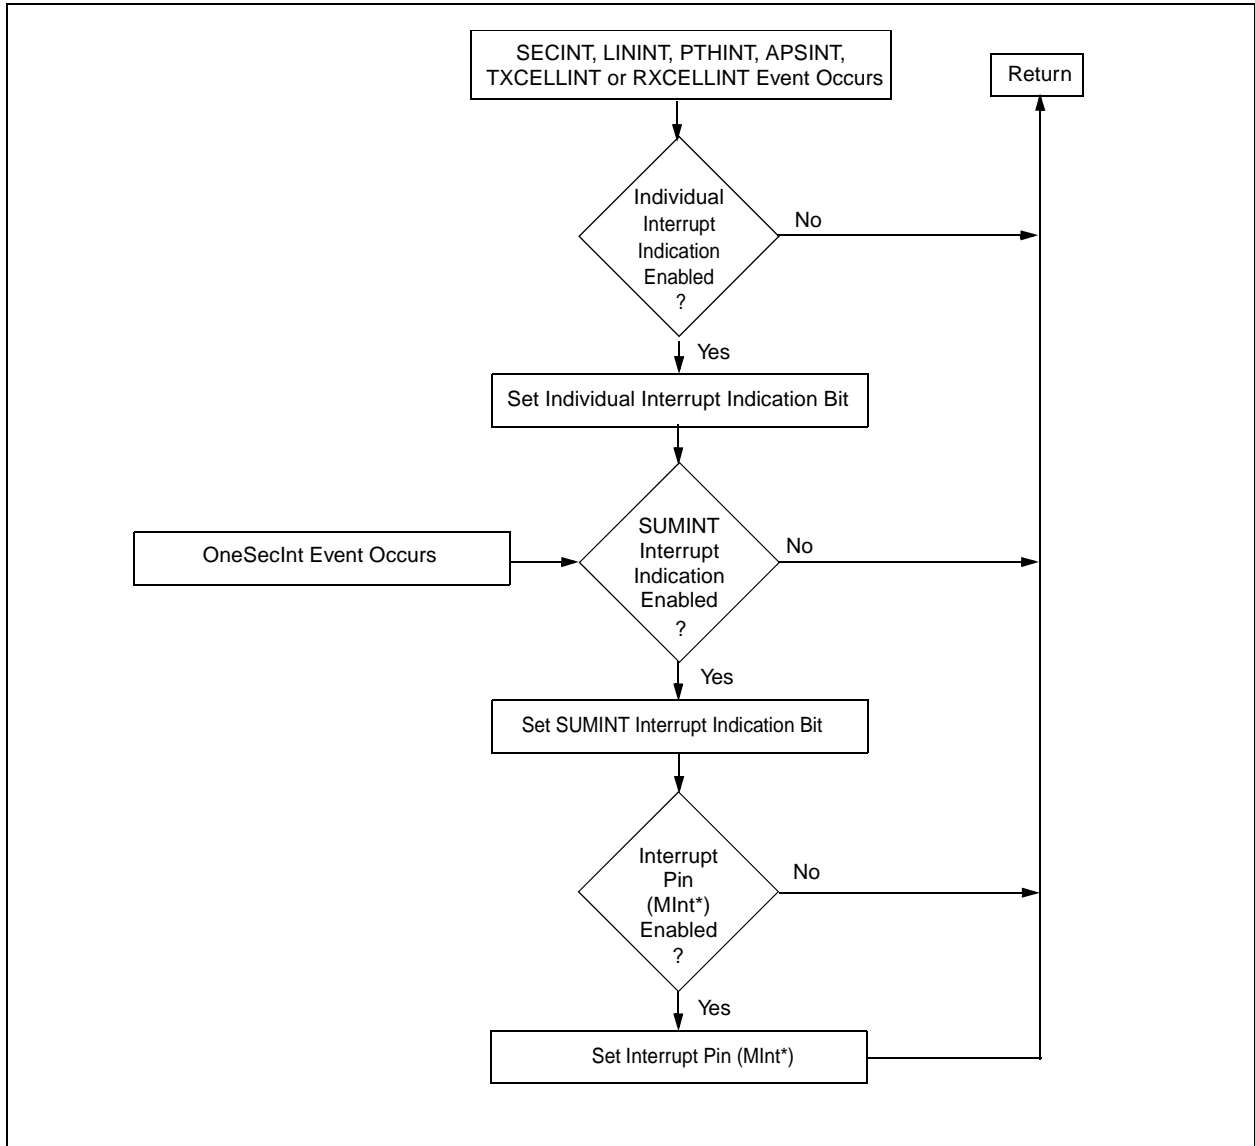 SECINT, LININT, PTHINT, APSINT,
TXCELLINT or RXCELLINT Event Occurs
Return
Individual
Interrupt
Indication
Enabled
?
No
Yes
Set Individual Interrupt Indication Bit
OneSecInt Event Occurs
SUMINT
Interrupt
Indication
Enabled
?
No
Yes
Set SUMINT Interrupt Indication Bit
Interrupt
Pin
(MInt*)
Enabled
?
No
Yes
Set Interrupt Pin (MInt*)